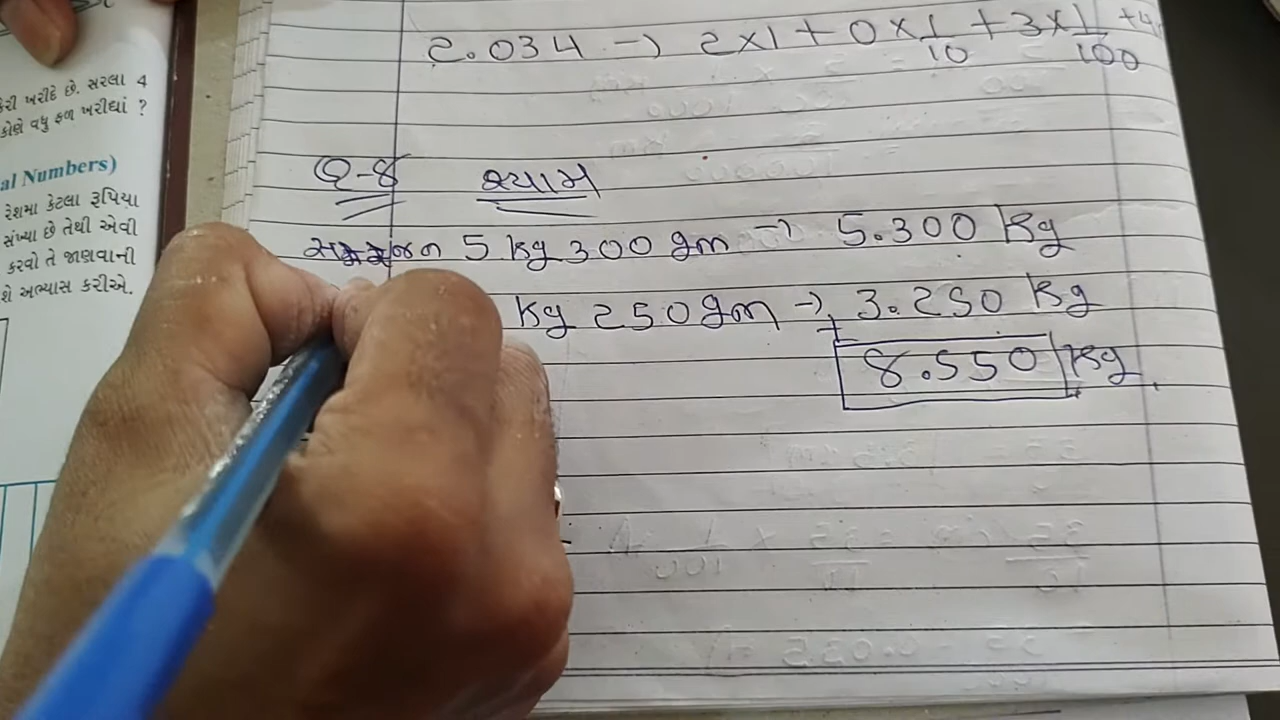 2.034 → 2×1 + 0×1/10 + 3×1/100 + 4
કેરી ખરીદે છે. સરલા 4
કોણે વધુ ફળ ખરીદ્યાં ?
al Numbers)
રેશમા કેટલા રૂપિયા
સંખ્યા છે તેથી એવી
કરવો તે જાણવાની
શે અભ્યાસ કરીએ.
Q-8 શ્યામ
5 kg 300 gm → 5.300 Kg
Kg 250 gm → 3.250 Kg
+
8.550 Kg